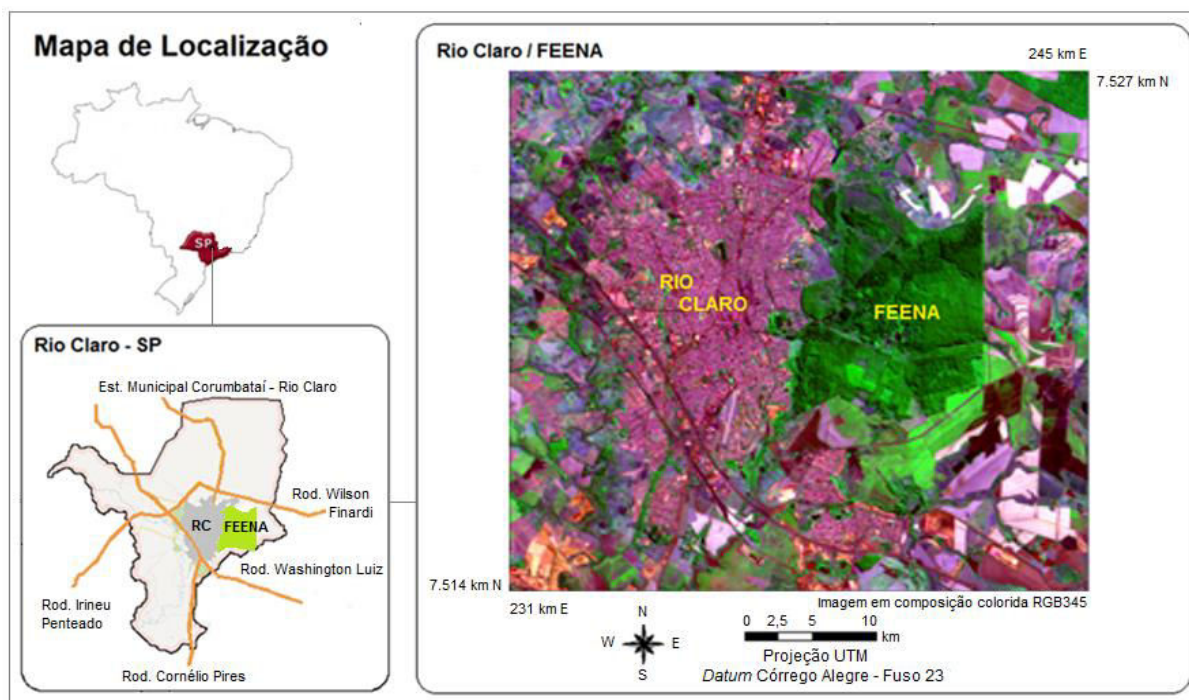 Mapa de Localização
SP
Rio Claro - SP
Est. Municipal Corumbataí - Rio Claro
Rod. Wilson
Finardi
RC
FEENA
Rod. Washington Luiz
Rod. Irineu
Penteado
Rod. Cornélio Pires
Rio Claro / FEENA
245 km E
7.527 km N
RIO
CLARO
FEENA
7.514 km N
231 km E
Imagem em composição colorida RGB345
N
W
E
S
0 2,5 5 10
km
Projeção UTM
Datum Córrego Alegre - Fuso 23